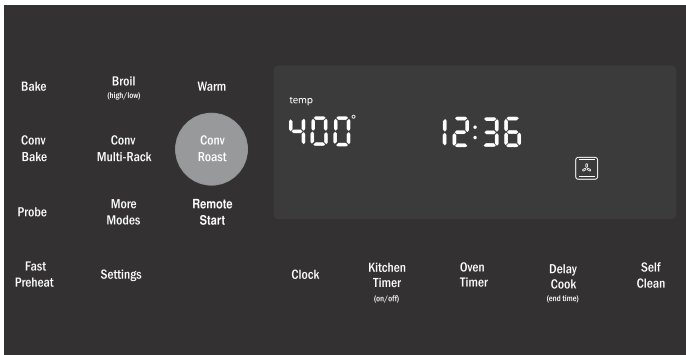 Bake
Broil
(high/low)
Warm
temp
400°
12:36
Conv
Bake
Conv
Multi-Rack
Conv
Roast
Probe
More
Modes
Remote
Start
Fast
Preheat
Settings
Clock
Kitchen
Timer
(on/off)
Oven
Timer
Delay
Cook
(end time)
Self
Clean